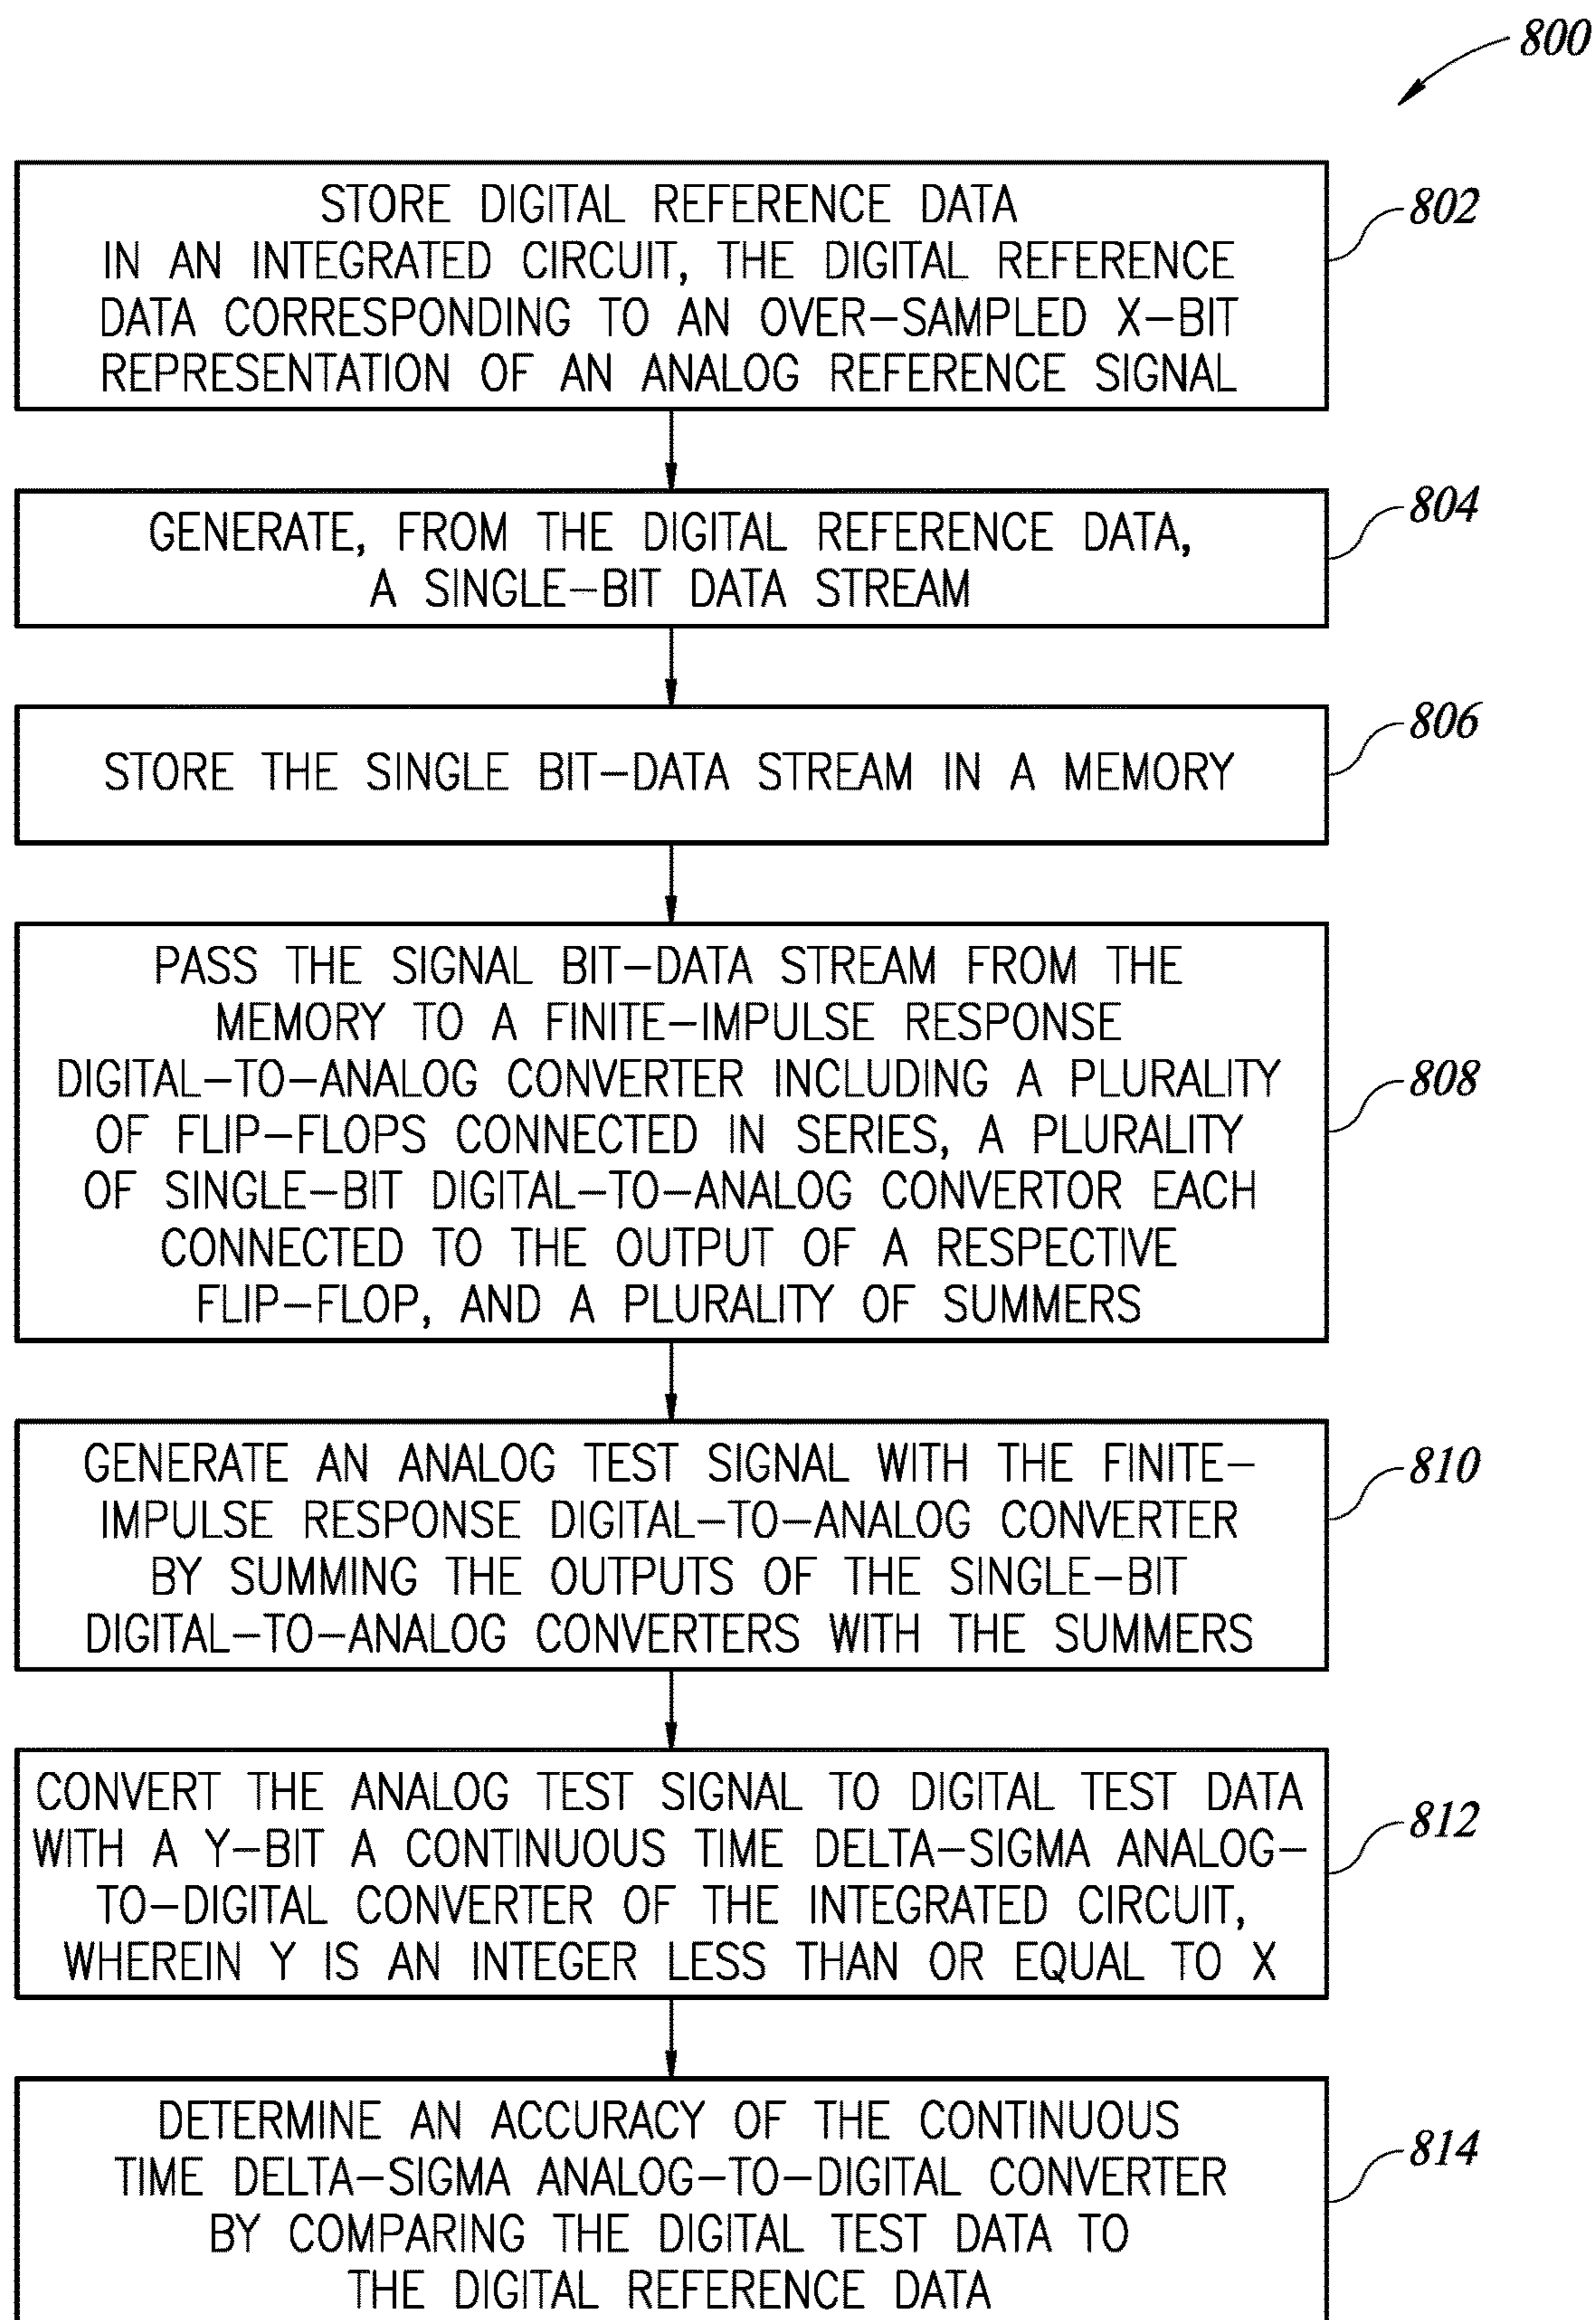 800
STORE DIGITAL REFERENCE DATA
IN AN INTEGRATED CIRCUIT, THE DIGITAL REFERENCE
DATA CORRESPONDING TO AN OVER-SAMPLED X-BIT
REPRESENTATION OF AN ANALOG REFERENCE SIGNAL
802
GENERATE, FROM THE DIGITAL REFERENCE DATA,
A SINGLE-BIT DATA STREAM
804
STORE THE SINGLE BIT-DATA STREAM IN A MEMORY
806
PASS THE SIGNAL BIT-DATA STREAM FROM THE
MEMORY TO A FINITE-IMPULSE RESPONSE
DIGITAL-TO-ANALOG CONVERTER INCLUDING A PLURALITY
OF FLIP-FLOPS CONNECTED IN SERIES, A PLURALITY
OF SINGLE-BIT DIGITAL-TO-ANALOG CONVERTOR EACH
CONNECTED TO THE OUTPUT OF A RESPECTIVE
FLIP-FLOP, AND A PLURALITY OF SUMMERS
808
GENERATE AN ANALOG TEST SIGNAL WITH THE FINITE-
IMPULSE RESPONSE DIGITAL-TO-ANALOG CONVERTER
BY SUMMING THE OUTPUTS OF THE SINGLE-BIT
DIGITAL-TO-ANALOG CONVERTERS WITH THE SUMMERS
810
CONVERT THE ANALOG TEST SIGNAL TO DIGITAL TEST DATA
WITH A Y-BIT A CONTINUOUS TIME DELTA-SIGMA ANALOG-
TO-DIGITAL CONVERTER OF THE INTEGRATED CIRCUIT,
WHEREIN Y IS AN INTEGER LESS THAN OR EQUAL TO X
812
DETERMINE AN ACCURACY OF THE CONTINUOUS
TIME DELTA-SIGMA ANALOG-TO-DIGITAL CONVERTER
BY COMPARING THE DIGITAL TEST DATA TO
THE DIGITAL REFERENCE DATA
814